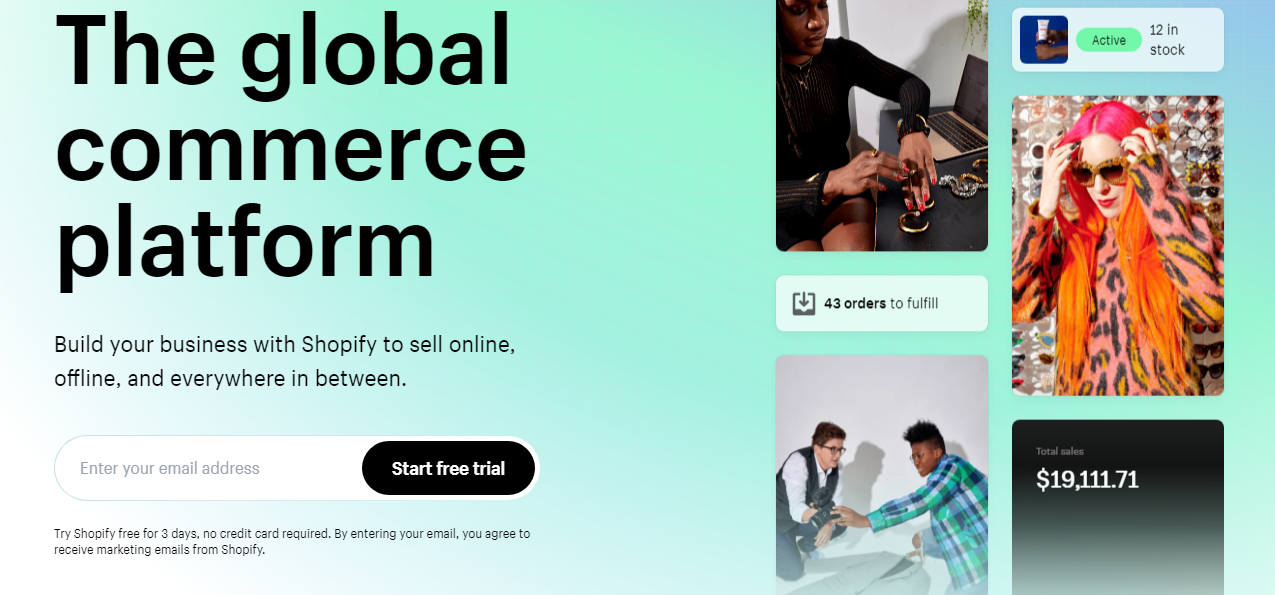 The global
commerce
platform
Build your business with Shopify to sell online,
offline, and everywhere in between.
Enter your email address
Start free trial
Try Shopify free for 3 days, no credit card required. By entering your email, you agree to
receive marketing emails from Shopify.
43 orders to fulfill
Active
12 in
stock
Total sales
$19,111.71